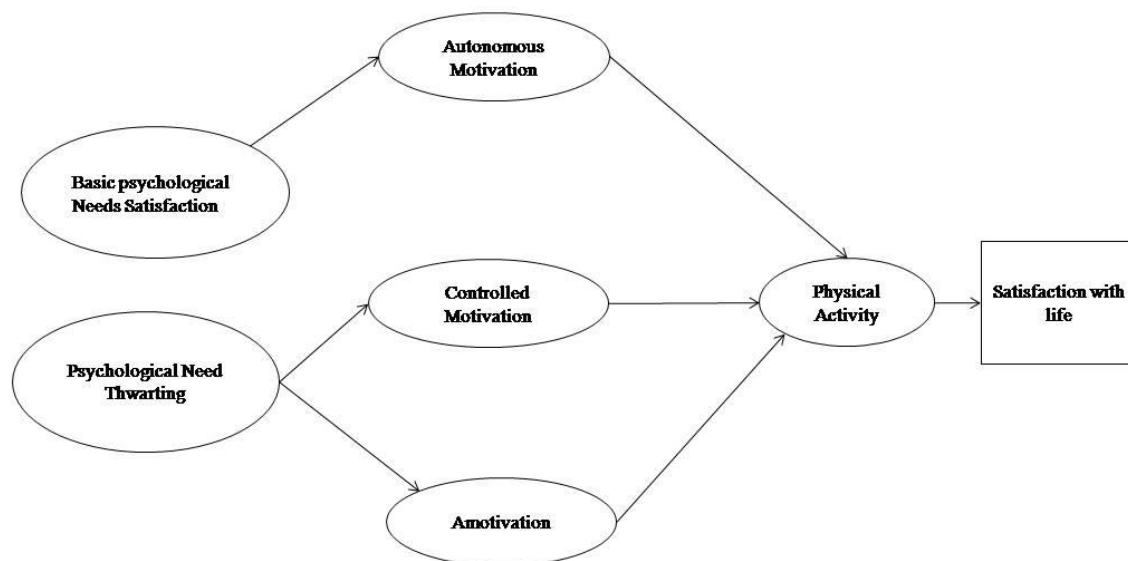 Autonomous
Motivation
Basic psychological
Needs Satisfaction
Controlled
Motivation
Physical
Activity
Satisfaction with
life
Psychological Need
Thwarting
Amotivation